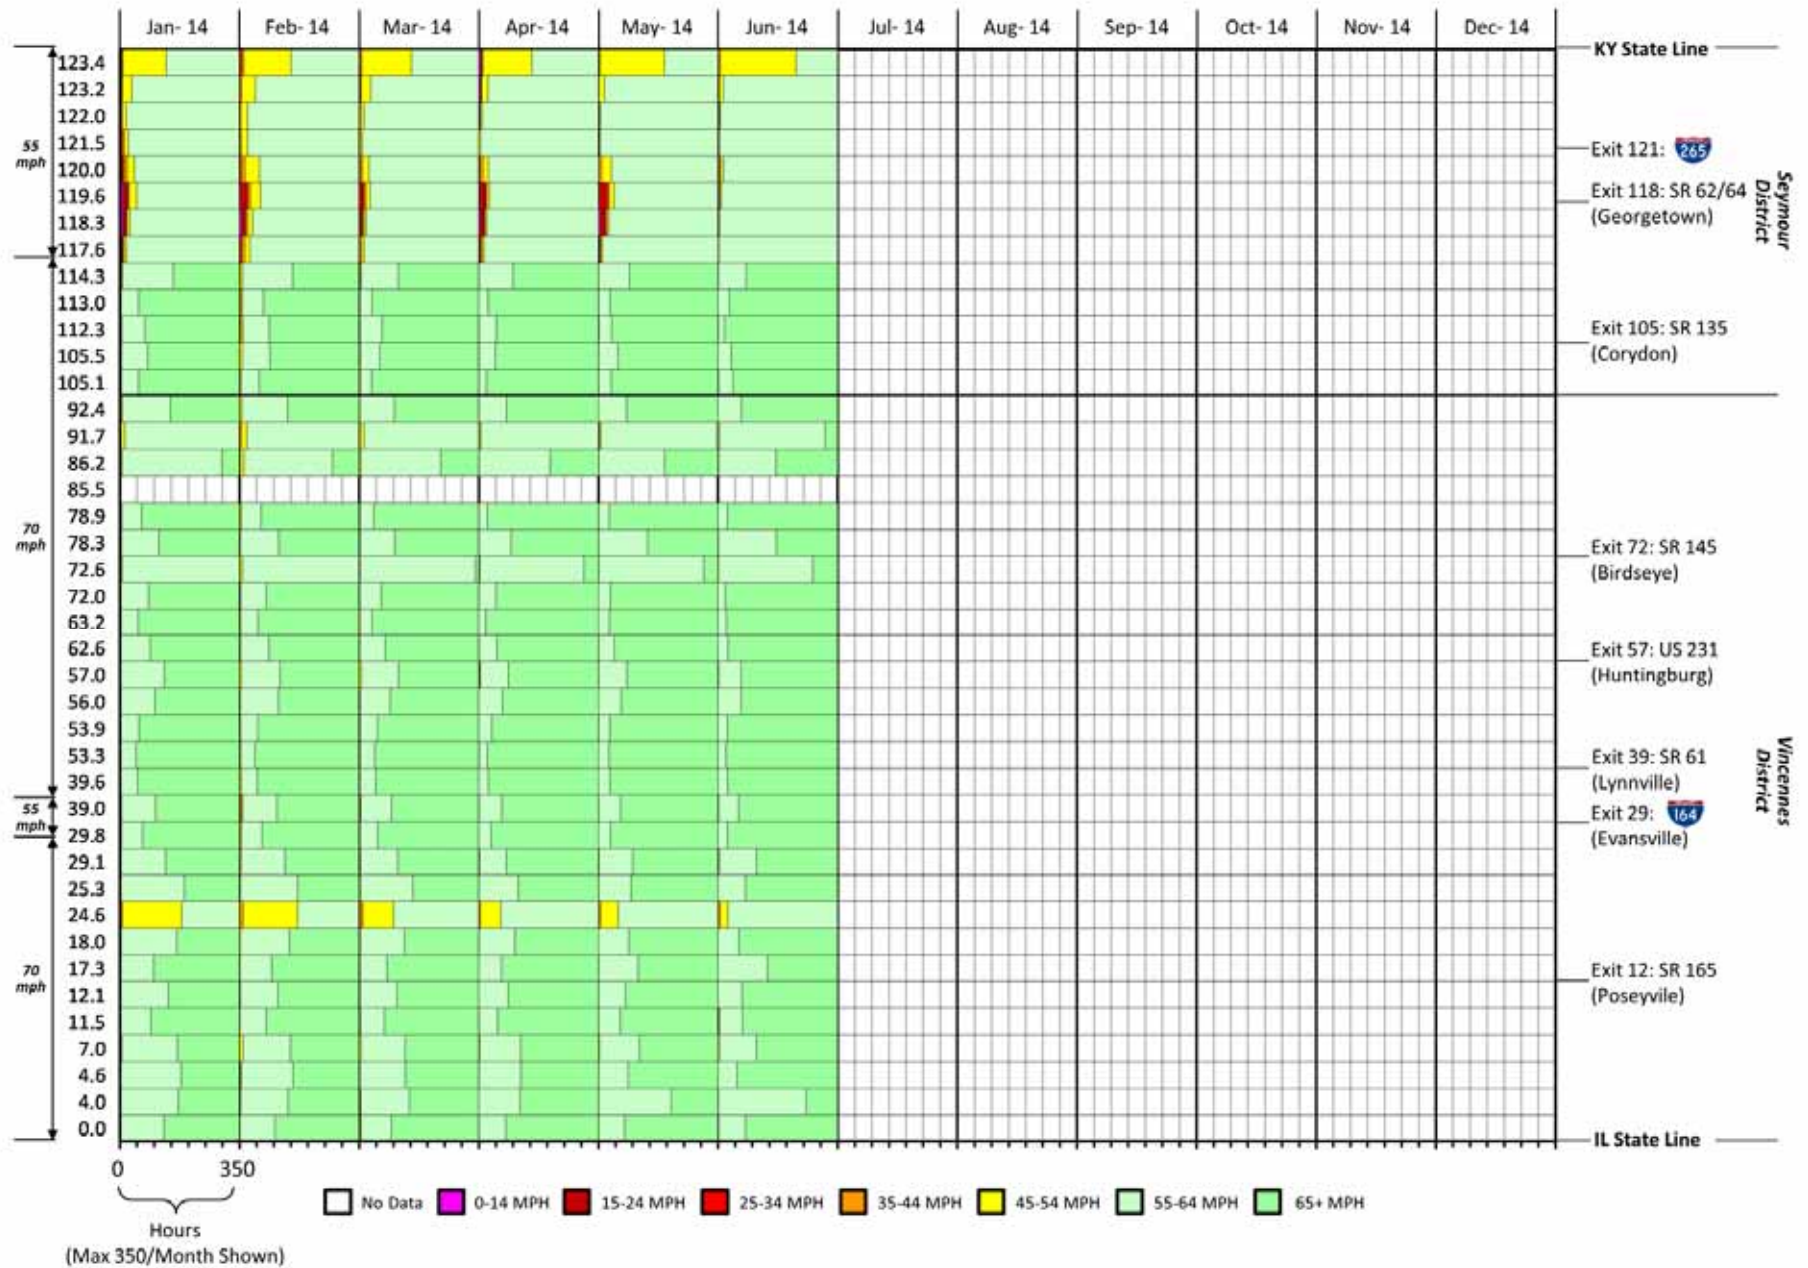 Jan- 14 Feb- 14 Mar- 14 Apr- 14 May- 14 Jun- 14 Jul- 14 Aug- 14 Sep- 14 Oct- 14 Nov- 14 Dec- 14
KY State Line
123.4
123.2
122.0
121.5
120.0
119.6
118.3
117.6
114.3
113.0
112.3
105.5
105.1
92.4
91.7
86.2
85.5
78.9
78.3
72.6
72.0
63.2
62.6
57.0
56.0
53.9
53.3
39.6
39.0
29.8
29.1
25.3
24.6
18.0
17.3
12.1
11.5
7.0
4.6
4.0
0.0
55
mph
70
mph
55
mph
70
mph
Exit 121: 265
Exit 118: SR 62/64
(Georgetown)
Exit 105: SR 135
(Corydon)
Exit 72: SR 145
(Birdseye)
Exit 57: US 231
(Huntingburg)
Exit 39: SR 61
(Lynnville)
Exit 29: 164
(Evansville)
Exit 12: SR 165
(Poseyvile)
IL State Line
Seymour
District
Vincennes
District
0 350
Hours
(Max 350/Month Shown)
No Data 0-14 MPH 15-24 MPH 25-34 MPH 35-44 MPH 45-54 MPH 55-64 MPH 65+ MPH